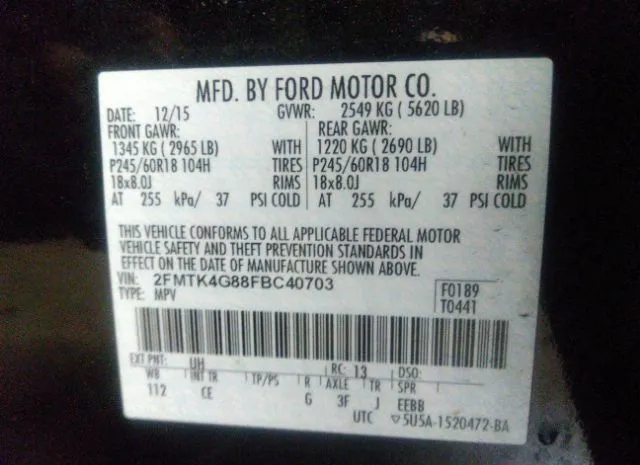 MFD. BY FORD MOTOR CO.
DATE: 12/15 GVWR: 2549 KG ( 5620 LB)
FRONT GAWR: REAR GAWR:
1345 KG ( 2965 LB) WITH 1220 KG ( 2690 LB) WITH
P245/60R18 104H TIRES P245/60R18 104H TIRES
18x8.0J RIMS 18x8.0J RIMS
AT 255 kPa/ 37 PSI COLD AT 255 kPa/ 37 PSI COLD
THIS VEHICLE CONFORMS TO ALL APPLICABLE FEDERAL MOTOR
VEHICLE SAFETY AND THEFT PREVENTION STANDARDS IN
EFFECT ON THE DATE OF MANUFACTURE SHOWN ABOVE.
VIN: 2FMTK4G88FBC40703 F0189
TYPE: MPV T0441
EXT PNT: UH RC: 13 DSO:
WB INT TR TP/PS R AXLE TR SPR
112 CE G 3F J EEBB
UTC ▽5U5A-1520472-BA